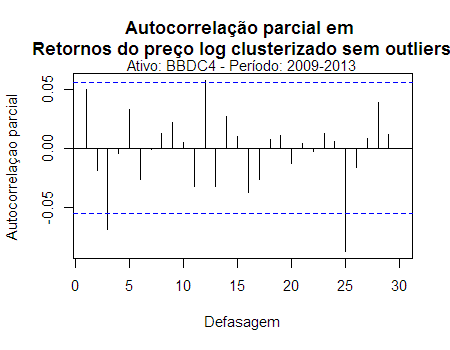 Autocorrelação parcial em
Retornos do preço log clusterizado sem outliers
Ativo: BBDC4 - Período: 2009-2013
Autocorrelaçao parcial
0.05
0.00
-0.05
0 5 10 15 20 25 30
Defasagem